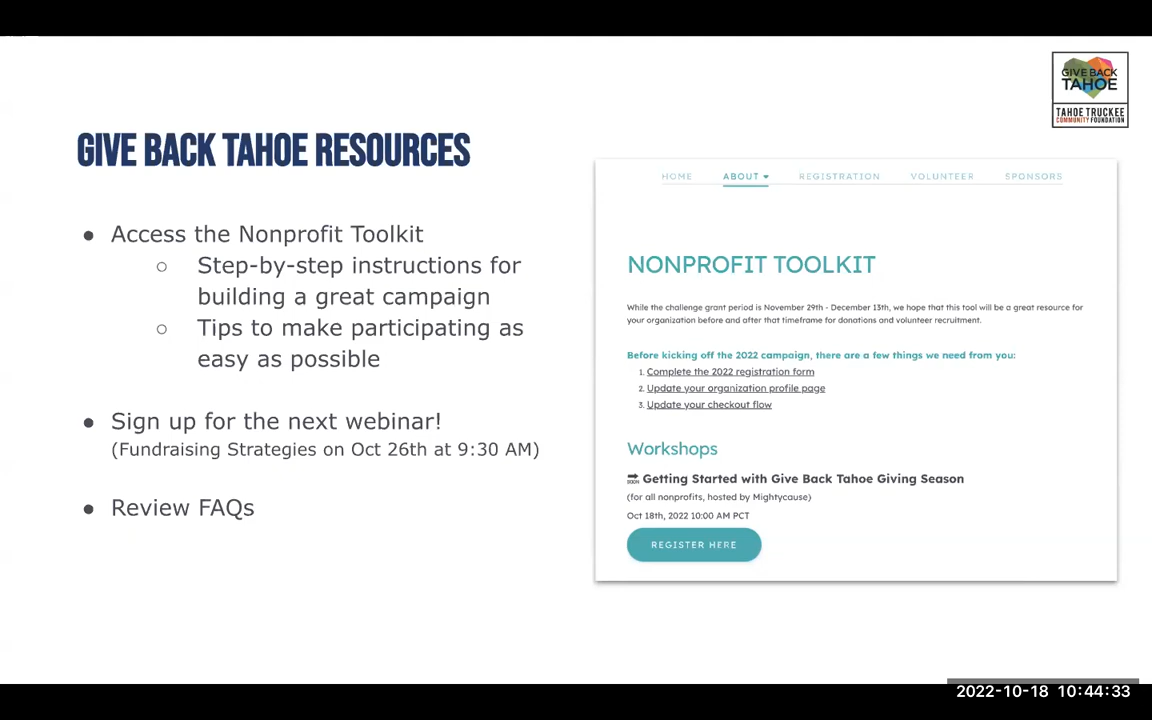 GIVE BACK
TAHOE
TAHOE TRUCKEE
COMMUNITY FOUNDATION
GIVE BACK TAHOE RESOURCES
● Access the Nonprofit Toolkit
○ Step-by-step instructions for
building a great campaign
○ Tips to make participating as
easy as possible
● Sign up for the next webinar!
(Fundraising Strategies on Oct 26th at 9:30 AM)
● Review FAQs
HOME ABOUT REGISTRATION VOLUNTEER SPONSORS
NONPROFIT TOOLKIT
While the challenge grant period is November 29th - December 13th, we hope that this tool will be a great resource for
your organization before and after that timeframe for donations and volunteer recruitment.
Before kicking off the 2022 campaign, there are a few things we need from you:
1. Complete the 2022 registration form
2. Update your organization profile page
3. Update your checkout flow
Workshops
SOON Getting Started with Give Back Tahoe Giving Season
(for all nonprofits, hosted by Mightycause)
Oct 18th, 2022 10:00 AM PCT
REGISTER HERE
2022-10-18 10:44:33